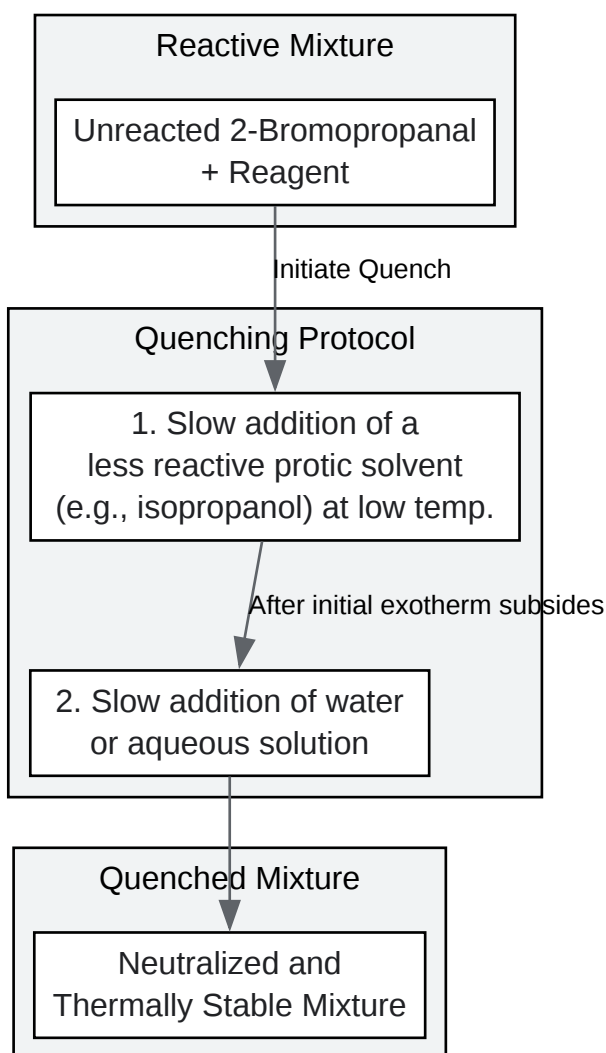 Reactive Mixture
Unreacted 2-Bromopropanal
+ Reagent
Initiate Quench
Quenching Protocol
1. Slow addition of a
less reactive protic solvent
(e.g., isopropanol) at low temp.
After initial exotherm subsides
2. Slow addition of water
or aqueous solution
Quenched Mixture
Neutralized and
Thermally Stable Mixture